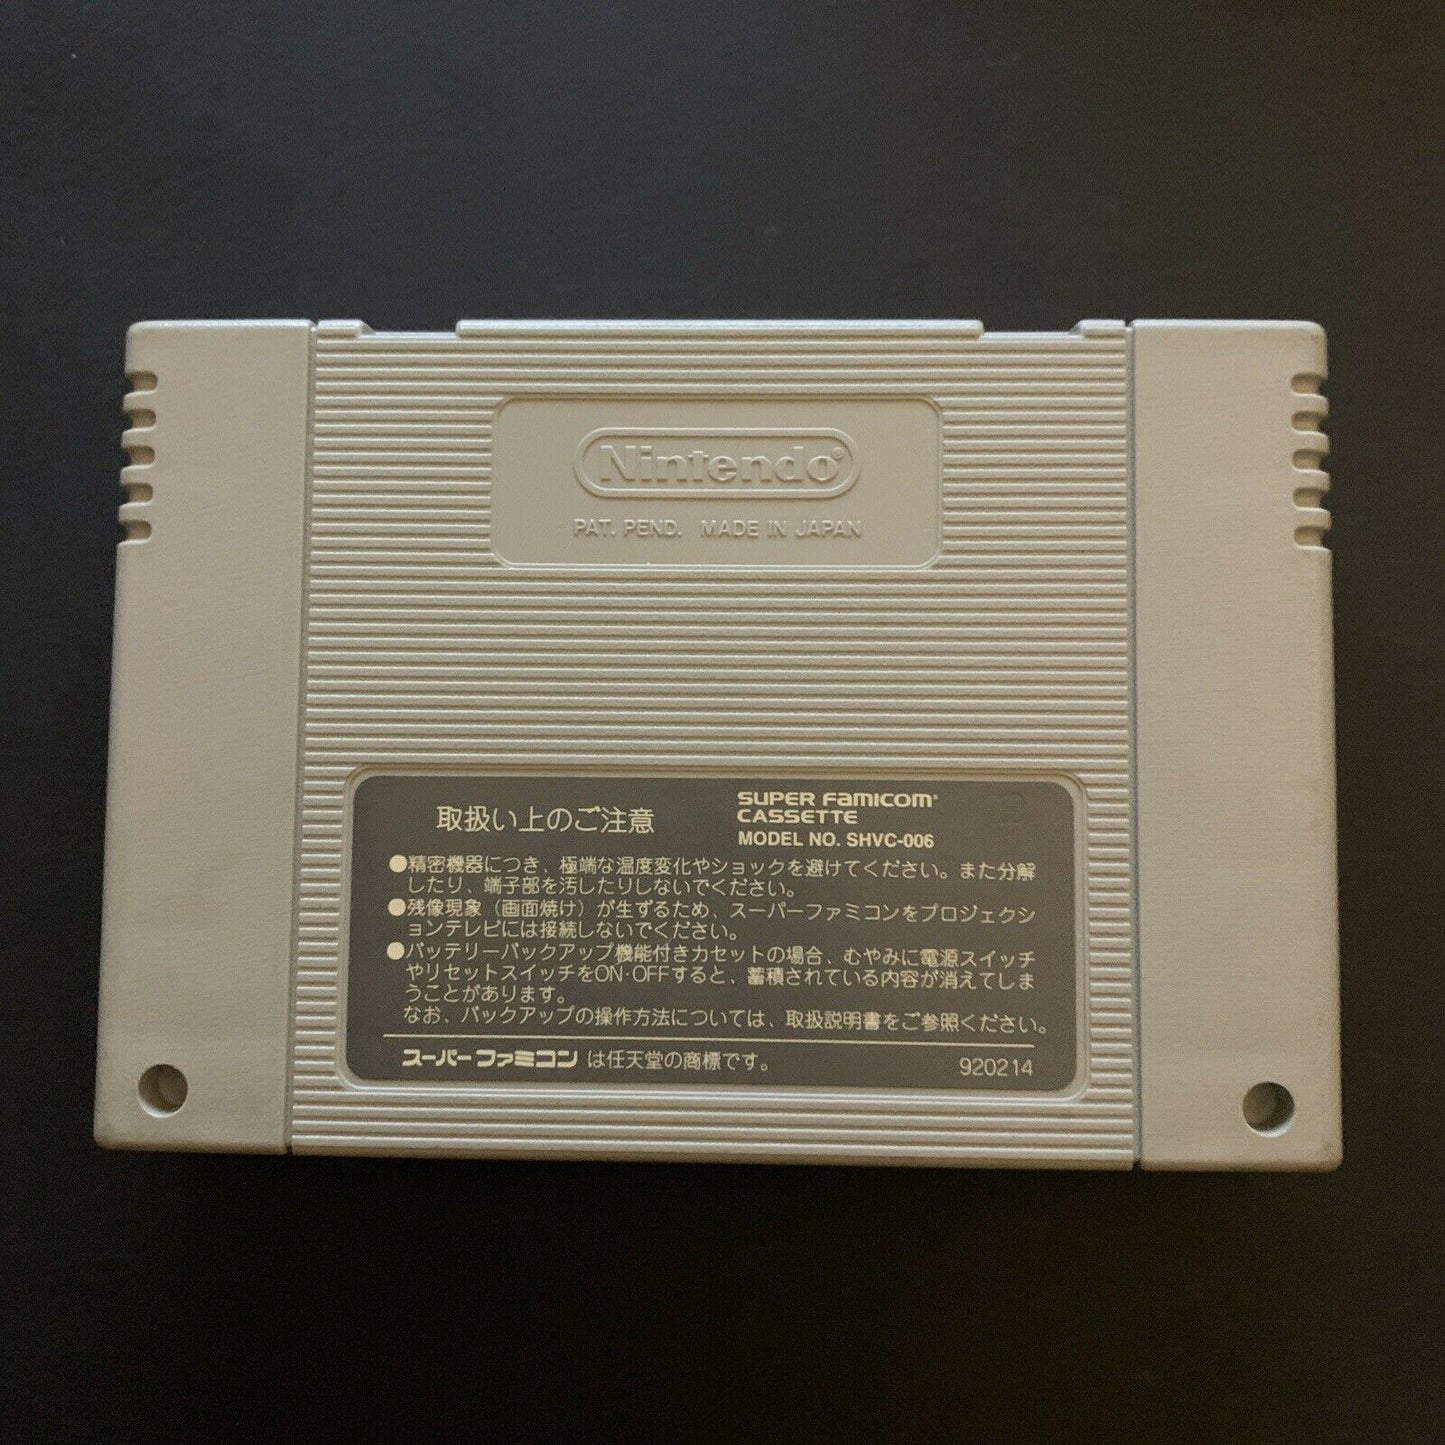 Nintendo®
PAT. PEND. MADE IN JAPAN
取扱い上のご注意
SUPER FAMICOM®
CASSETTE
MODEL NO. SHVC-006
●精密機器につき、極端な温度変化やショックを避けてください。また分解
したり、端子部を汚したりしないでください。
●残像現象（画面焼け）が生ずるため、スーパーファミコンをプロジェクシ
ョンテレビには接続しないでください。
●バッテリーバックアップ機能付きカセットの場合、むやみに電源スイッチ
やリセットスイッチをON·OFFすると、蓄積されている内容が消えてしま
うことがあります。
なお、バックアップの操作方法については、取扱説明書をご参照ください。
スーパーファミコンは任天堂の商標です。
920214